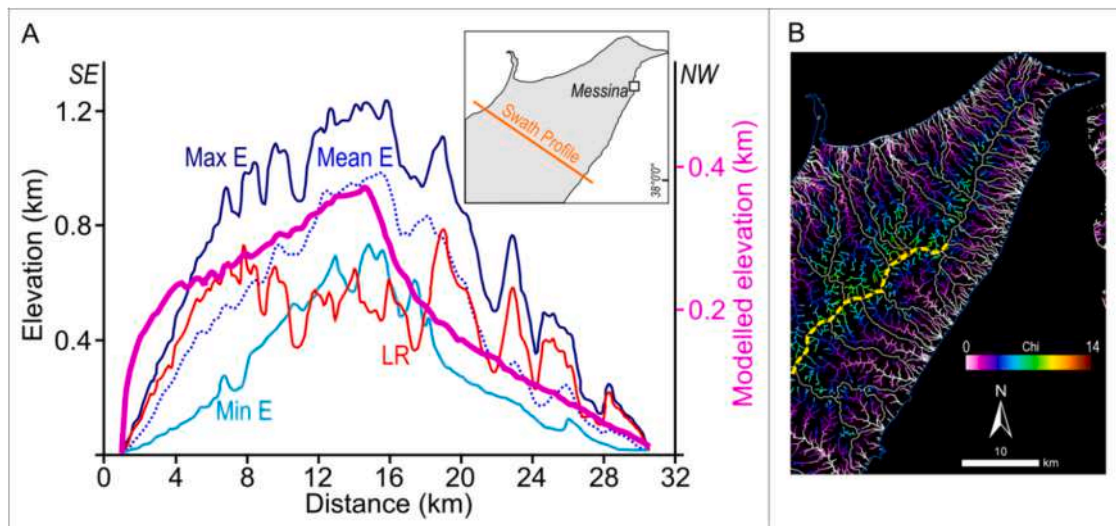 A
SE
NW
Messina
Swath Profile
38°0'0"
Max E
Mean E
LR
Min E
1.2
0.8
0.4
Elevation (km)
0.4
0.2
Modelled elevation (km)
0
4
8
12
16
20
24
28
32
Distance (km)
B
0
Chi
14
N
10
km